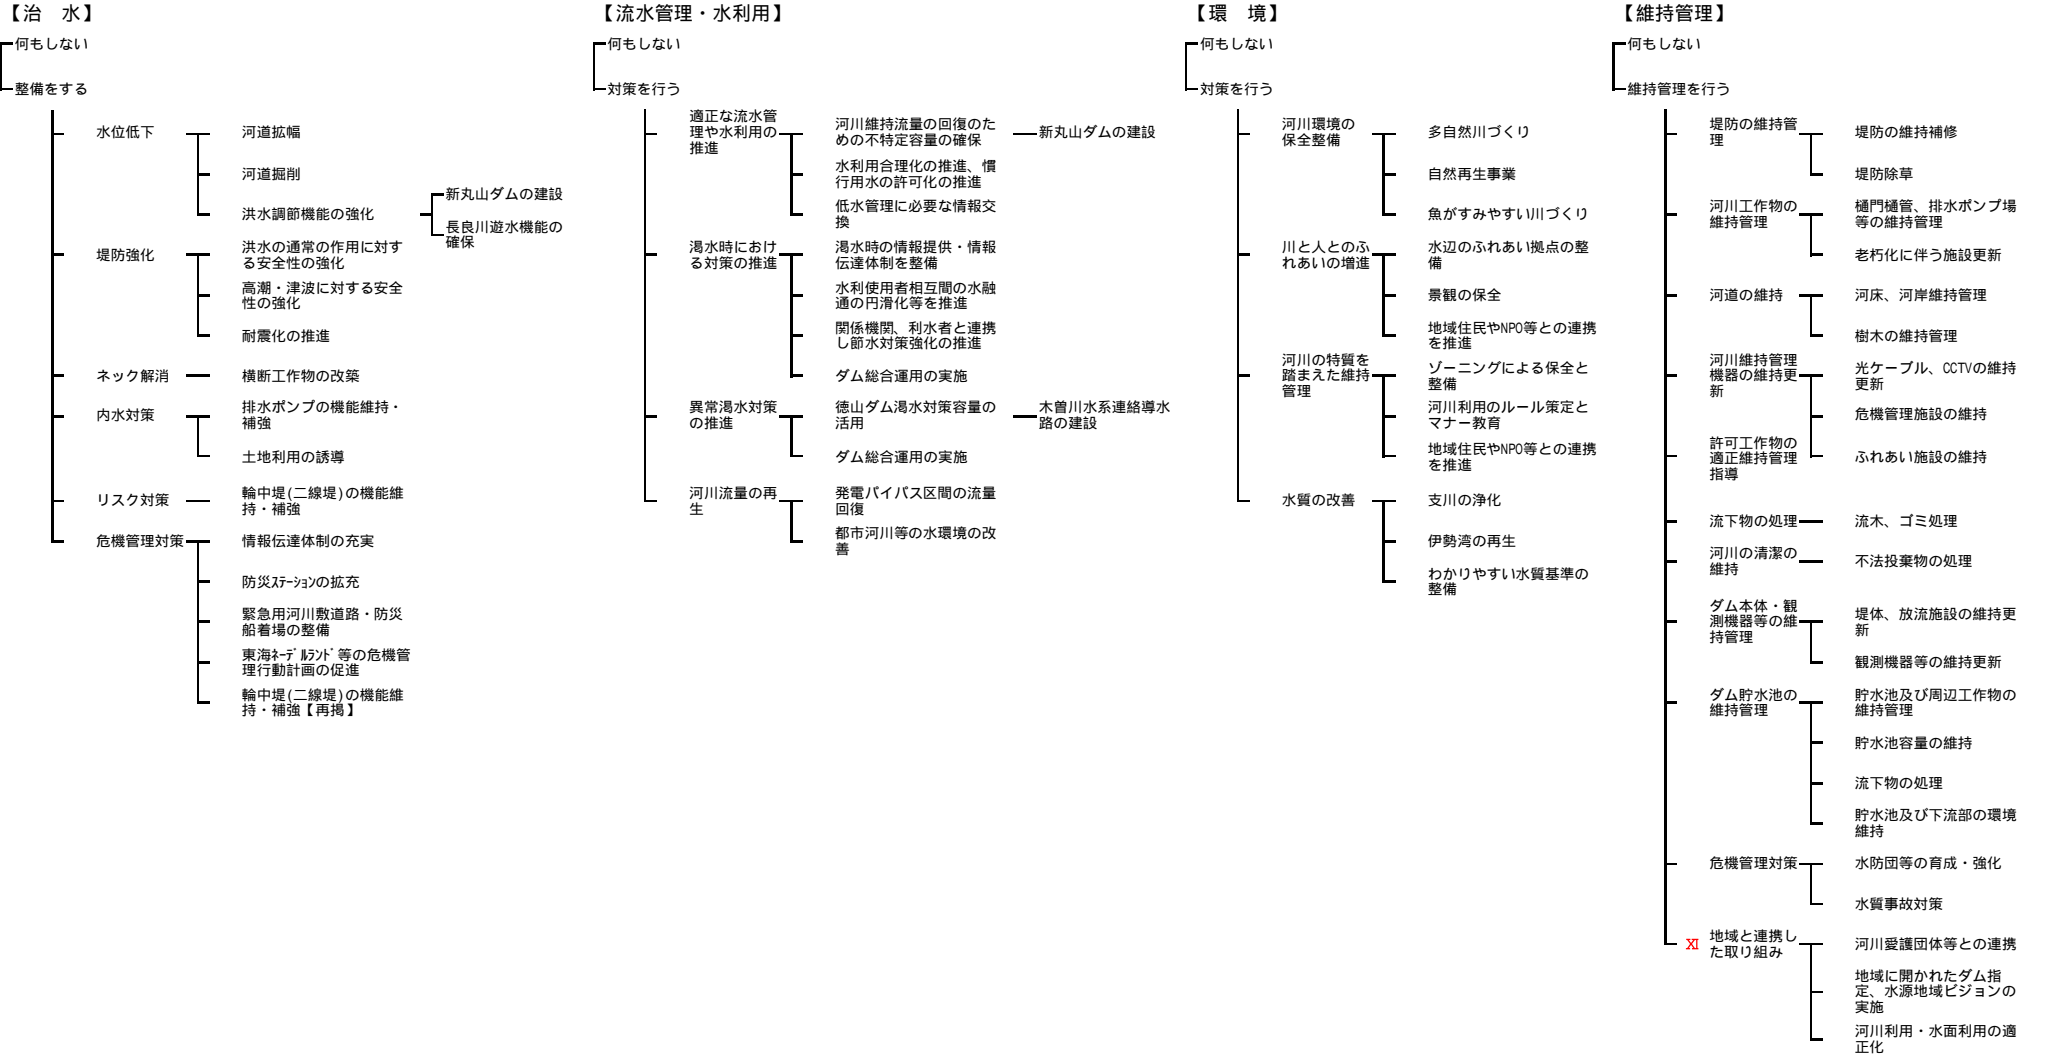 【治　水】
何もしない
整備をする
水位低下
河道拡幅
河道掘削
洪水調節機能の強化
新丸山ダムの建設
長良川遊水機能の
確保
堤防強化
洪水の通常の作用に対す
る安全性の強化
高潮・津波に対する安全
性の強化
耐震化の推進
ネック解消
横断工作物の改築
内水対策
排水ポンプの機能維持・
補強
土地利用の誘導
リスク対策
輪中堤(二線堤)の機能維
持・補強
危機管理対策
情報伝達体制の充実
防災ｽﾃｰｼｮﾝの拡充
緊急用河川敷道路・防災
船着場の整備
東海ﾈｰﾃﾞﾙﾗﾝﾄﾞ等の危機管
理行動計画の促進
輪中堤(二線堤)の機能維
持・補強【再掲】
【流水管理・水利用】
何もしない
対策を行う
適正な流水管
理や水利用の
推進
河川維持流量の回復のた
めの不特定容量の確保
新丸山ダムの建設
水利用合理化の推進、慣
行用水の許可化の推進
低水管理に必要な情報交
換
渇水時におけ
る対策の推進
渇水時の情報提供・情報
伝達体制を整備
水利使用者相互間の水融
通の円滑化等を推進
関係機関、利水者と連携
し節水対策強化の推進
ダム総合運用の実施
異常渇水対策
の推進
徳山ダム渇水対策容量の
活用
木曽川水系連絡導水
路の建設
ダム総合運用の実施
河川流量の再
生
発電バイパス区間の流量
回復
都市河川等の水環境の改
善
【環　境】
何もしない
対策を行う
河川環境の
保全整備
多自然川づくり
自然再生事業
魚がすみやすい川づくり
川と人とのふ
れあいの増進
水辺のふれあい拠点の整
備
景観の保全
地域住民やNPO等との連携
を推進
河川の特質を
踏まえた維持
管理
ゾーニングによる保全と
整備
河川利用のルール策定と
マナー教育
地域住民やNPO等との連携
を推進
水質の改善
支川の浄化
伊勢湾の再生
わかりやすい水質基準の
整備
【維持管理】
何もしない
維持管理を行う
堤防の維持管
理
堤防の維持補修
堤防除草
河川工作物の
維持管理
樋門樋管、排水ポンプ場
等の維持管理
老朽化に伴う施設更新
河道の維持
河床、河岸維持管理
樹木の維持管理
河川維持管理
機器の維持更
新
光ケーブル、CCTVの維持
更新
危機管理施設の維持
許可工作物の
適正維持管理
指導
ふれあい施設の維持
流下物の処理
流木、ゴミ処理
河川の清潔の
維持
不法投棄物の処理
ダム本体・観
測機器等の維
持管理
堤体、放流施設の維持更
新
観測機器等の維持更新
ダム貯水池の
維持管理
貯水池及び周辺工作物の
維持管理
貯水池容量の維持
流下物の処理
貯水池及び下流部の環境
維持
危機管理対策
水防団等の育成・強化
水質事故対策
Ⅺ 地域と連携し
た取り組み
河川愛護団体等との連携
地域に開かれたダム指
定、水源地域ビジョンの
実施
河川利用・水面利用の適
正化